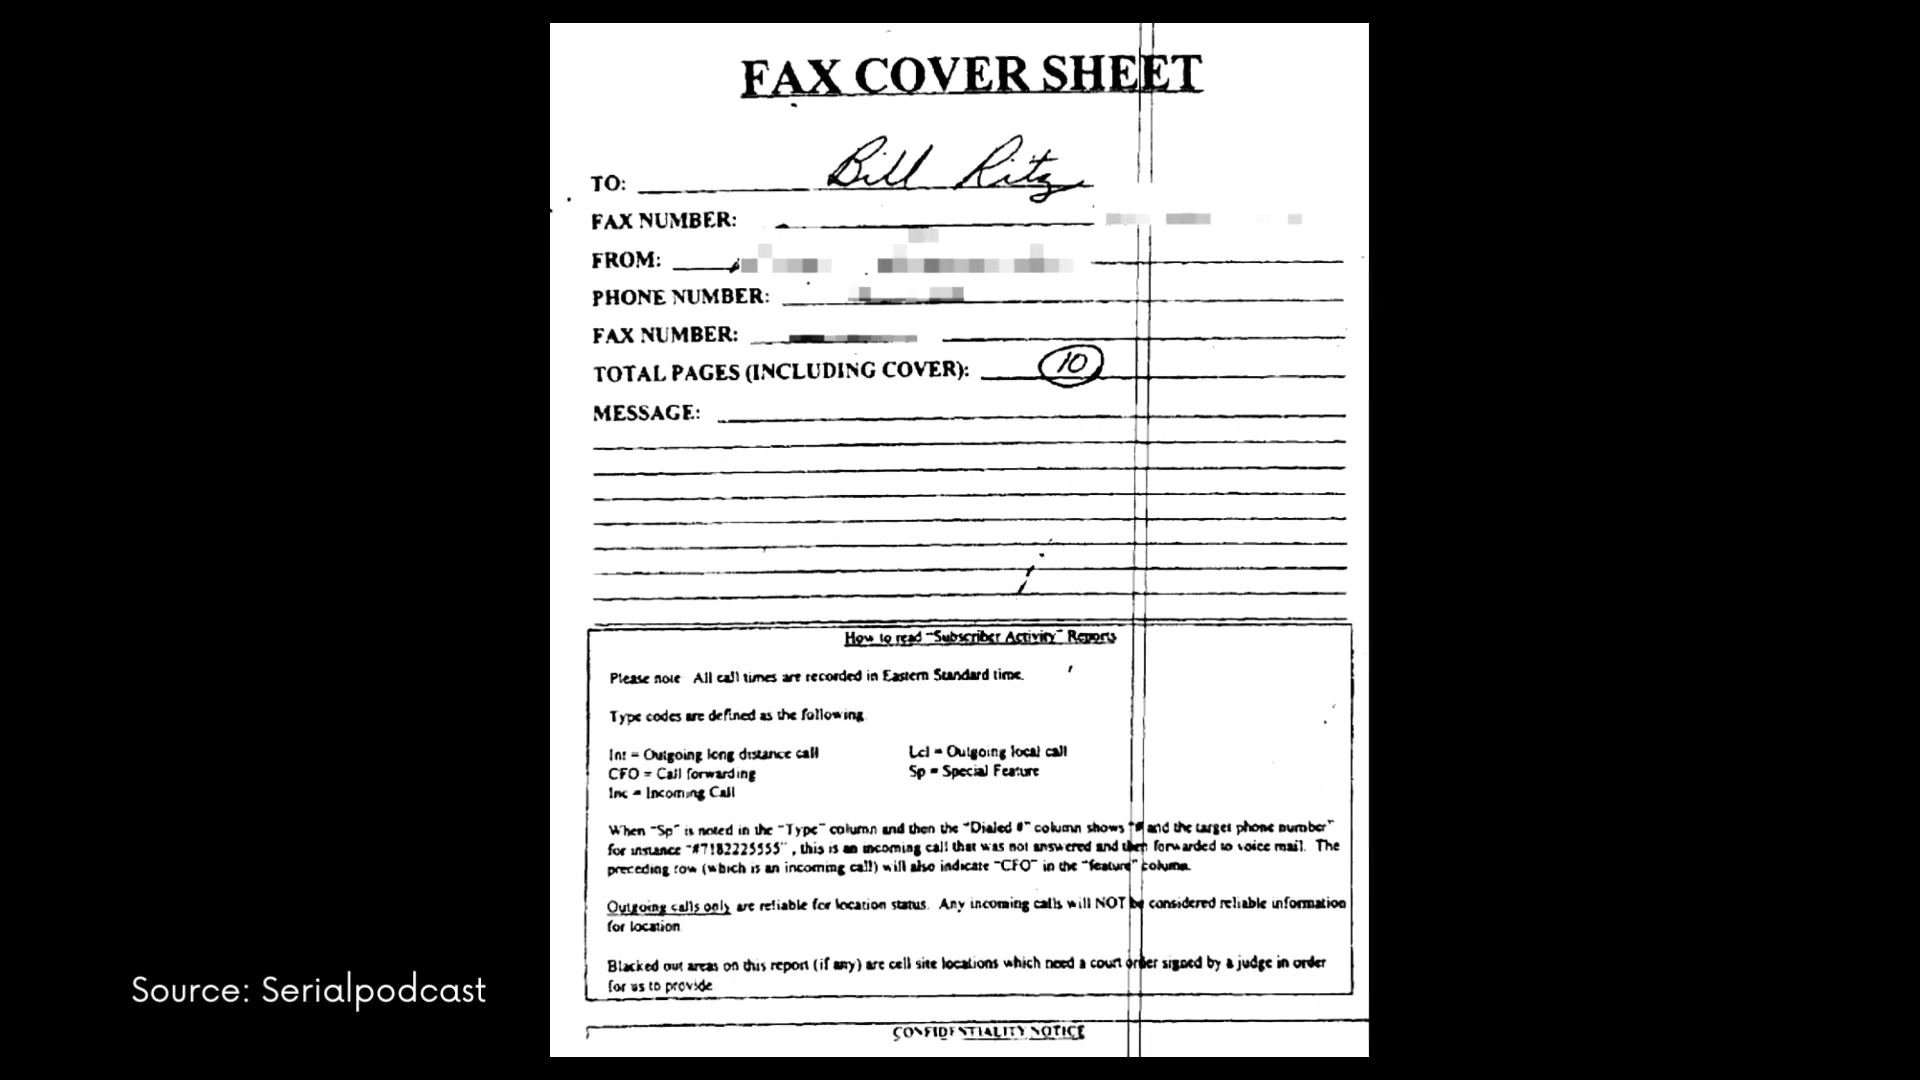 FAX COVER SHEET
TO: Bill Ritz
FAX NUMBER:
FROM:
PHONE NUMBER:
FAX NUMBER:
TOTAL PAGES (INCLUDING COVER): 10
MESSAGE:
How to read "Subscriber Activity" Reports
Please note All call times are recorded in Eastern Standard time.
Type codes are defined as the following
Int = Outgoing long distance call Lcl = Outgoing local call
CFO = Call forwarding Sp = Special Feature
Inc = Incoming Call
When "Sp" is noted in the "Type" column and then the "Dialed #" column shows "# and the target phone number"
for instance "#7182225555" , this is an incoming call that was not answered and then forwarded to voice mail. The
preceding row (which is an incoming call) will also indicate "CFO" in the "feature" column.
Outgoing calls only are reliable for location status. Any incoming calls will NOT be considered reliable information
for location
Blacked out areas on this report (if any) are cell site locations which need a court order signed by a judge in order
for us to provide
CONFIDENTIALITY NOTICE
Source: Serialpodcast